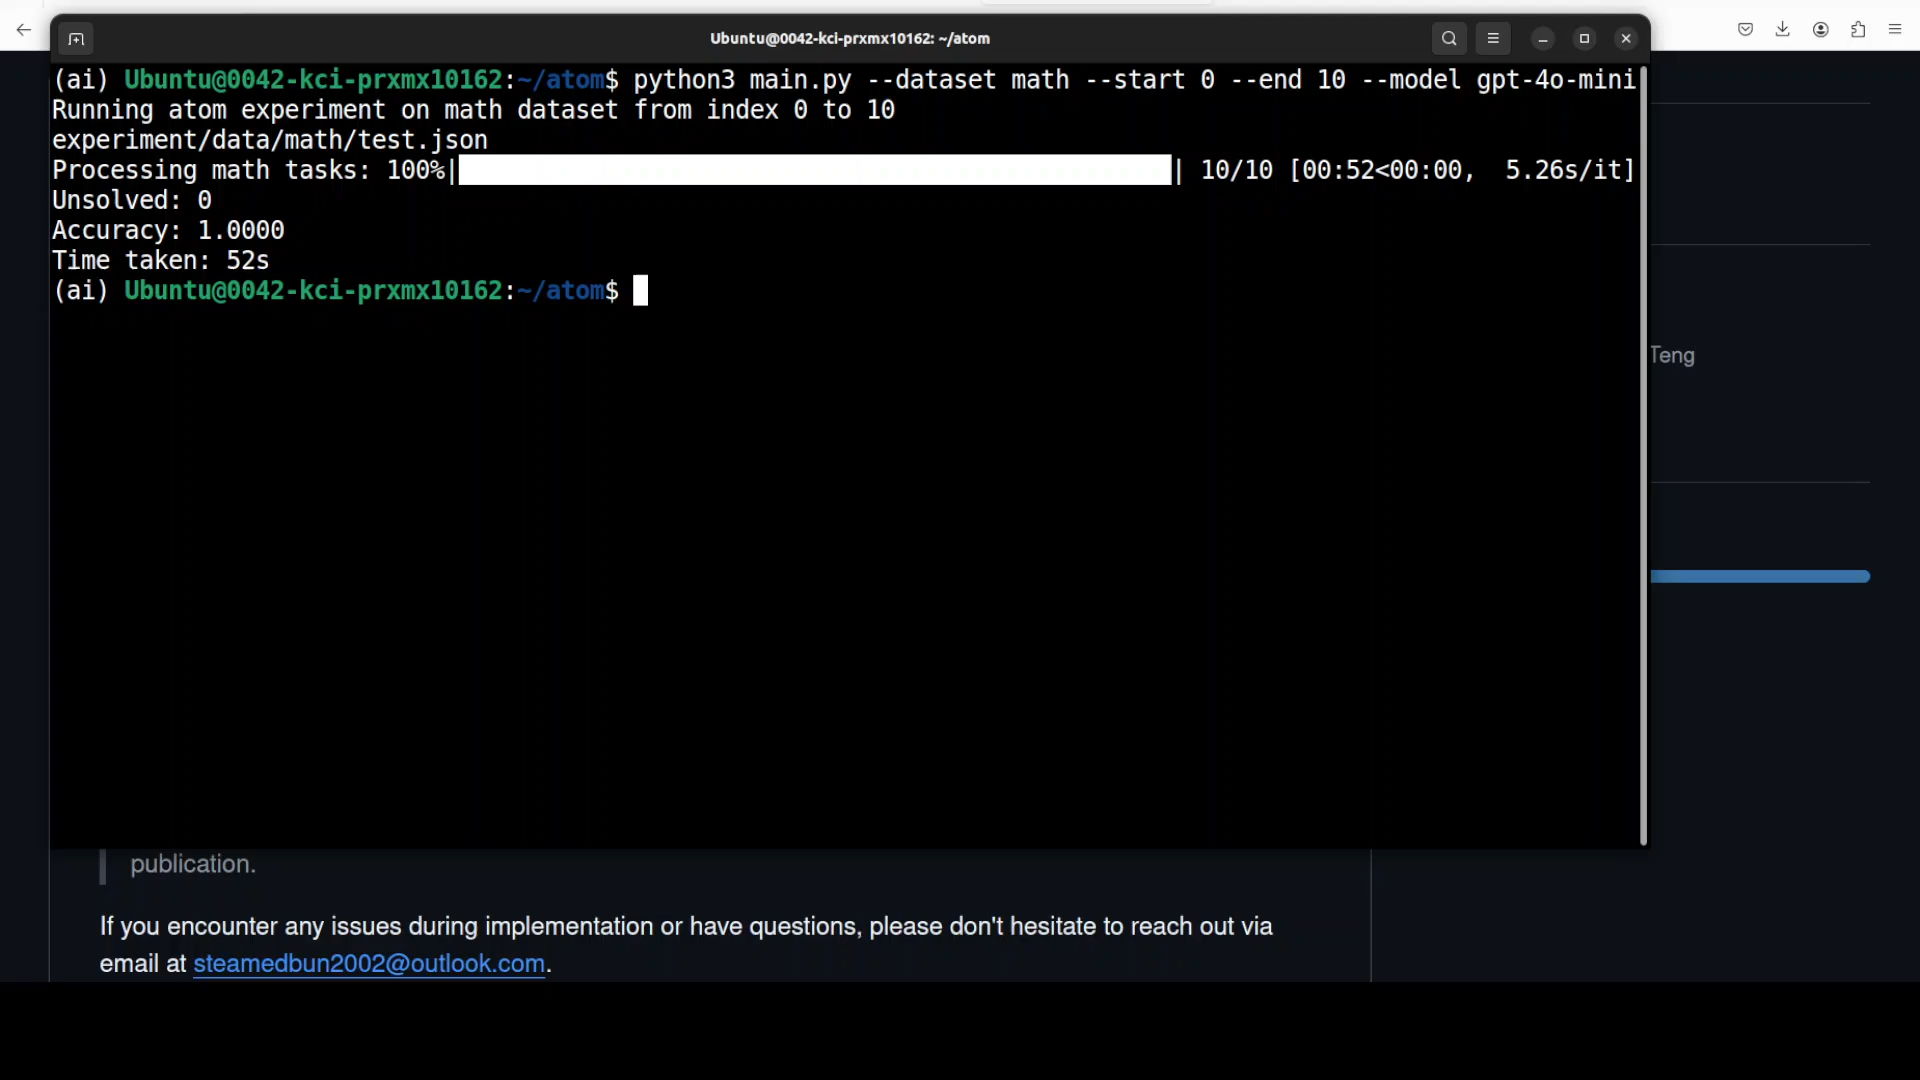 Ubuntu@0042-kci-prxmx10162: ~/atom
(ai) Ubuntu@0042-kci-prxmx10162:~/atom$ python3 main.py --dataset math --start 0 --end 10 --model gpt-4o-mini
Running atom experiment on math dataset from index 0 to 10
experiment/data/math/test.json
Processing math tasks: 100%|██████████| 10/10 [00:52<00:00,  5.26s/it]
Unsolved: 0
Accuracy: 1.0000
Time taken: 52s
(ai) Ubuntu@0042-kci-prxmx10162:~/atom$
Teng
publication.
If you encounter any issues during implementation or have questions, please don't hesitate to reach out via
email at steamedbun2002@outlook.com.